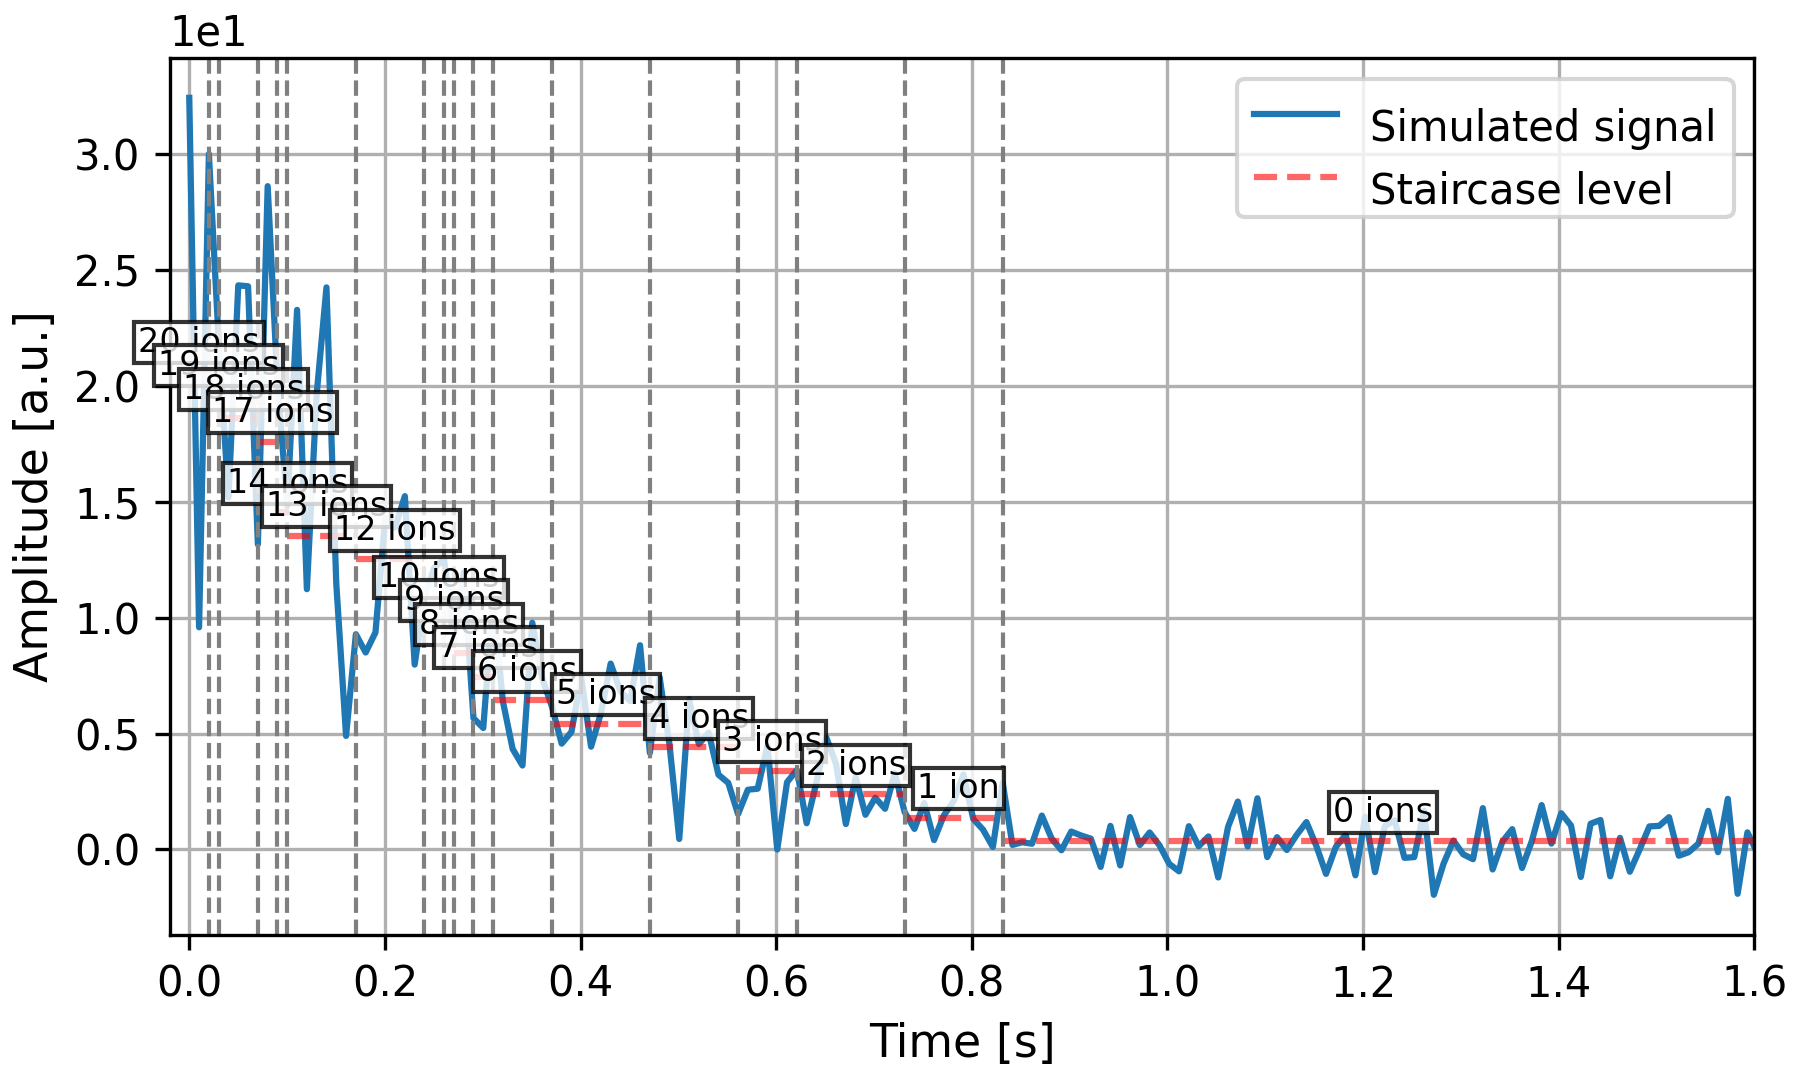 1e1
Simulated signal
Staircase level
3.0
2.5
2.0
1.5
1.0
0.5
0.0
Amplitude [a.u.]
20 ions
19 ions
18 ions
17 ions
14 ions
13 ions
12 ions
10 ions
9 ions
8 ions
7 ions
6 ions
5 ions
4 ions
3 ions
2 ions
1 ion
0 ions
0.0 0.2 0.4 0.6 0.8 1.0 1.2 1.4 1.6
Time [s]